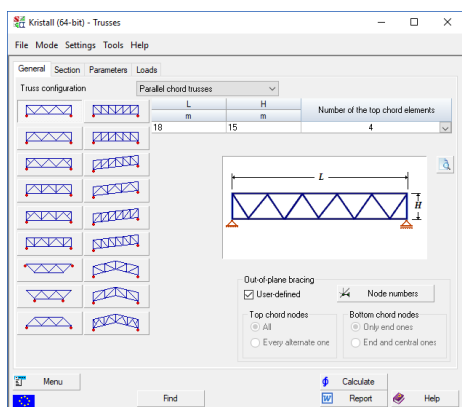 Kristall (64-bit) - Trusses
File Mode Settings Tools Help
General Section Parameters Loads
Truss configuration Parallel chord trusses
L H Number of the top chord elements
m m
18 15 4
L
H
Out-of-plane bracing
User-defined Node numbers
Top chord nodes Bottom chord nodes
All Only end ones
Every alternate one End and central ones
Menu Calculate
Find Report Help